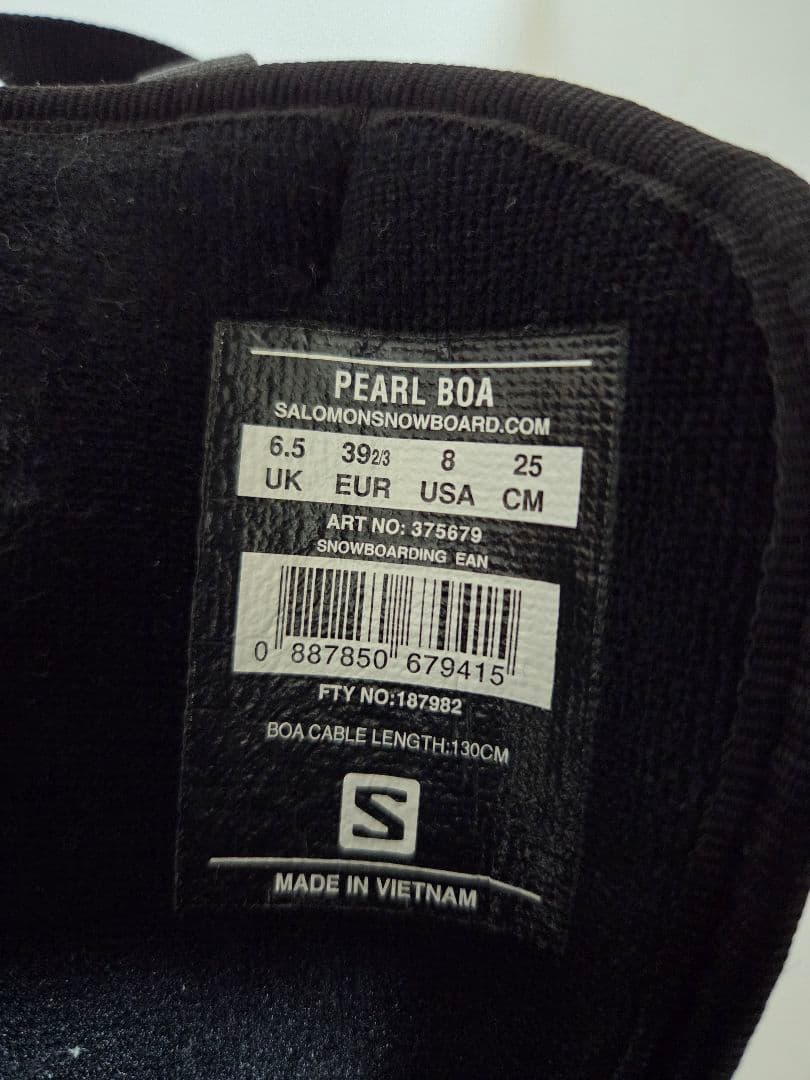 PEARL BOA
SALOMONSNOWBOARD.COM
6.5 39 2/3 8 25
UK EUR USA CM
ART NO: 375679
SNOWBOARDING EAN
0 887850 679415
FTY NO:187982
BOA CABLE LENGTH:130CM
S
MADE IN VIETNAM